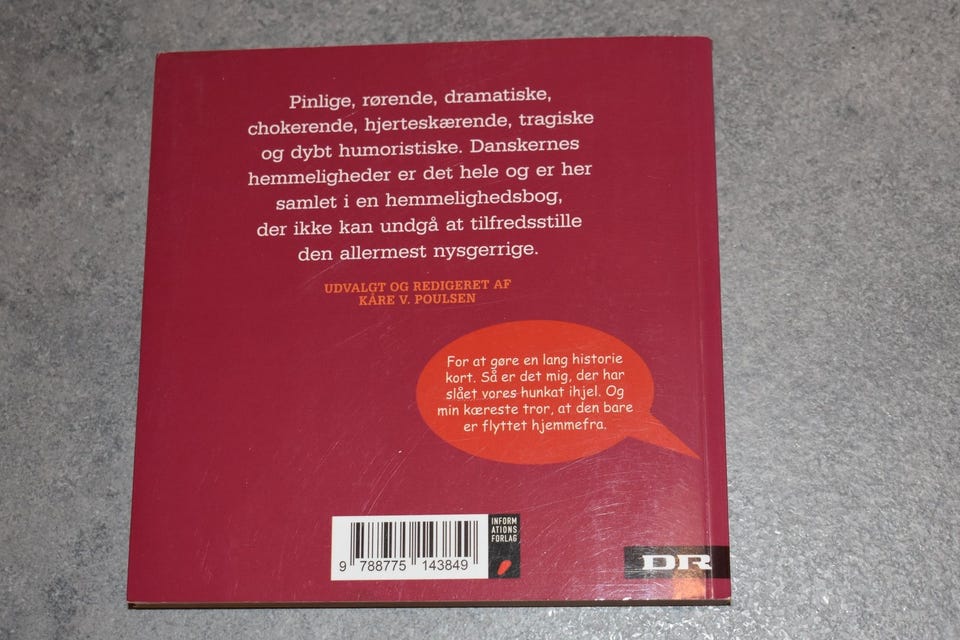 Pinlige, rørende, dramatiske,
chokerende, hjerteskærende, tragiske
og dybt humoristiske. Danskernes
hemmeligheder er det hele og er her
samlet i en hemmelighedsbog,
der ikke kan undgå at tilfredsstille
den allermest nysgerrige.
UDVALGT OG REDIGERET AF
KÅRE V. POULSEN
For at gøre en lang historie
kort. Så er det mig, der har
slået vores hunkat ihjel. Og
min kæreste tror, at den bare
er flyttet hjemmefra.
INFORM
ATIONS
FORLAG
9 788775 143849
DR